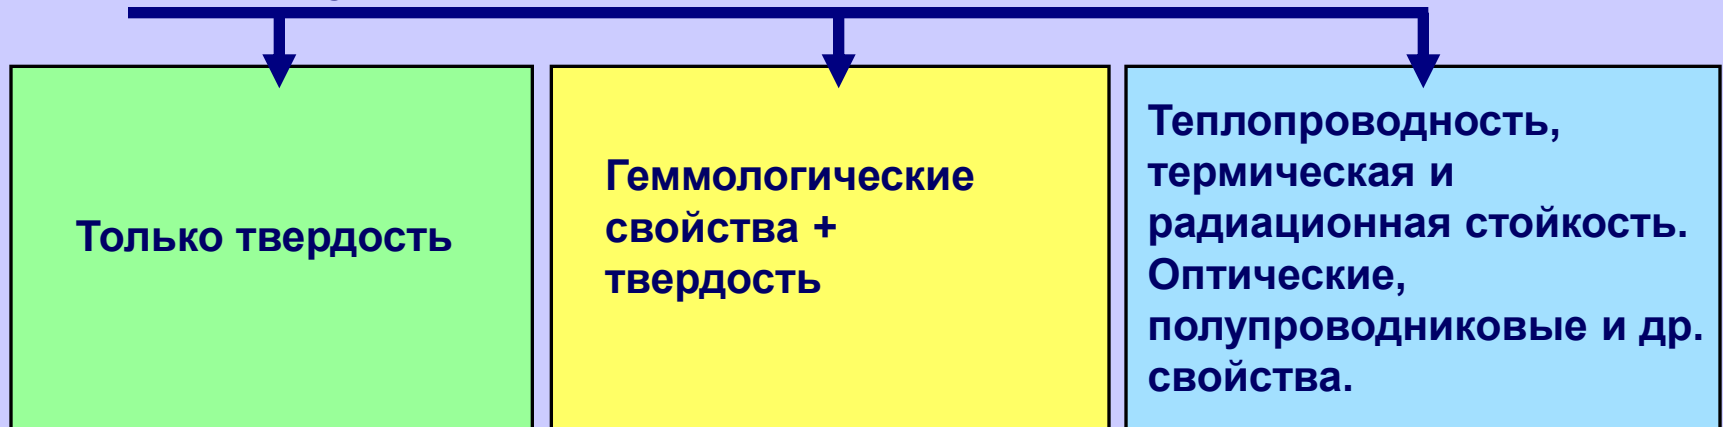 Только твердость
Геммологические
свойства +
твердость
Теплопроводность,
термическая и
радиационная стойкость.
Оптические,
полупроводниковые и др.
свойства.